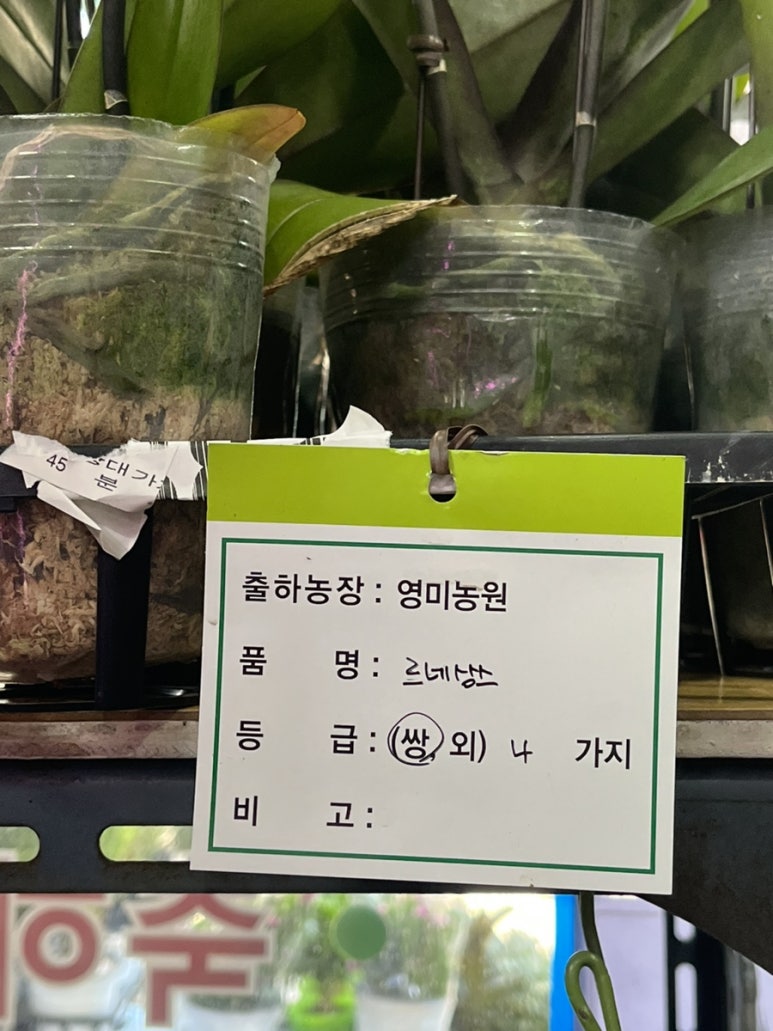 45
분
출하농장 : 영미농원
품 명 : 르네상스
등 급 : (쌍, 외) 4 가지
비 고 :